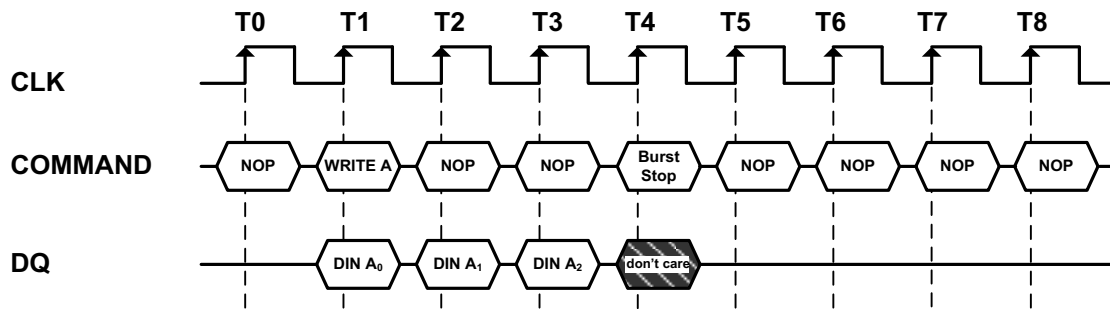 T0 T1 T2 T3 T4 T5 T6 T7 T8
CLK
COMMAND NOP WRITE A NOP NOP Burst Stop NOP NOP NOP NOP
DQ DIN A₀ DIN A₁ DIN A₂ don't care